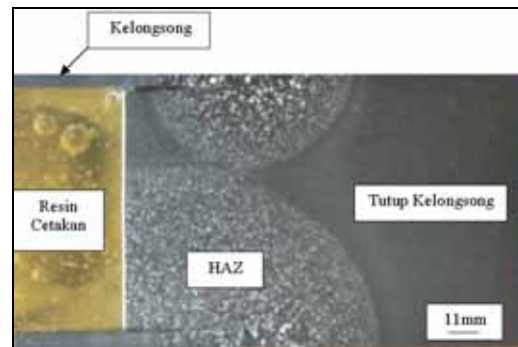 Kelongsong
Resin
Cetakan
Tutup Kelongsong
HAZ
11mm